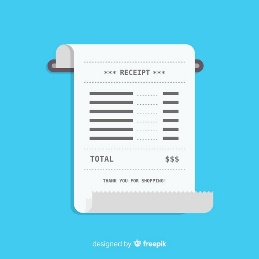 *** RECEIPT ***
TOTAL $$$
THANK YOU FOR SHOPPING!
designed by freepik